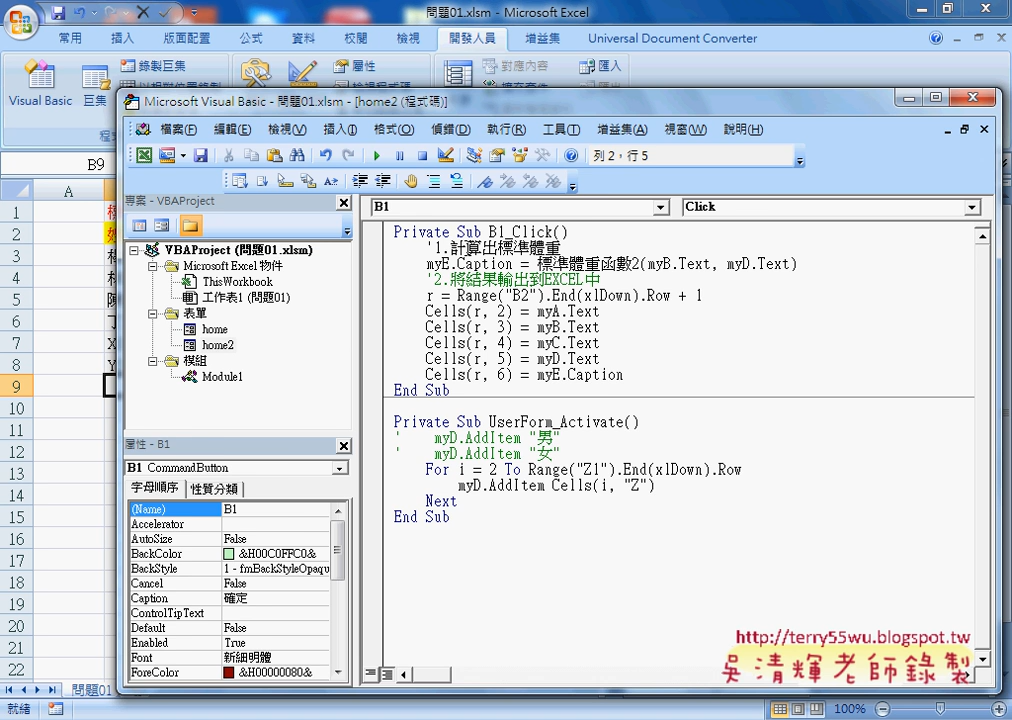 問題01.xlsm - Microsoft Excel
常用 插入 版面配置 公式 資料 校閱 檢視 開發人員 增益集 Universal Document Converter
錄製巨集 屬性 對應內容 匯入
Visual Basic 巨集
Microsoft Visual Basic - 問題01.xlsm - [home2 (程式碼)]
檔案(F) 編輯(E) 檢視(V) 插入(I) 格式(O) 偵錯(D) 執行(R) 工具(T) 增益集(A) 視窗(W) 說明(H)
列 2，行 5
B9
專案 - VBAProject
B1 Click
A
1
2
3
4
5
6
7
8
9
10
11
12
13
14
15
16
17
18
19
20
21
22
VBAProject (問題01.xlsm)
Microsoft Excel 物件
ThisWorkbook
工作表1 (問題01)
表單
home
home2
模組
Module1
屬性 - B1
B1 CommandButton
字母順序 性質分類
(Name) B1
Accelerator
AutoSize False
BackColor &H00C0FFC0&
BackStyle 1 - fmBackStyleOpaqu
Cancel False
Caption 確定
ControlTipText
Default False
Enabled True
Font 新細明體
ForeColor &H00000080&
Private Sub B1_Click()
'1.計算出標準體重
myE.Caption = 標準體重函數2(myB.Text, myD.Text)
'2.將結果輸出到EXCEL中
r = Range("B2").End(xlDown).Row + 1
Cells(r, 2) = myA.Text
Cells(r, 3) = myB.Text
Cells(r, 4) = myC.Text
Cells(r, 5) = myD.Text
Cells(r, 6) = myE.Caption
End Sub
Private Sub UserForm_Activate()
' myD.AddItem "男"
' myD.AddItem "女"
For i = 2 To Range("Z1").End(xlDown).Row
myD.AddItem Cells(i, "Z")
Next
End Sub
http://terry55wu.blogspot.tw
吳清輝老師錄製
問題01
就緒 100%